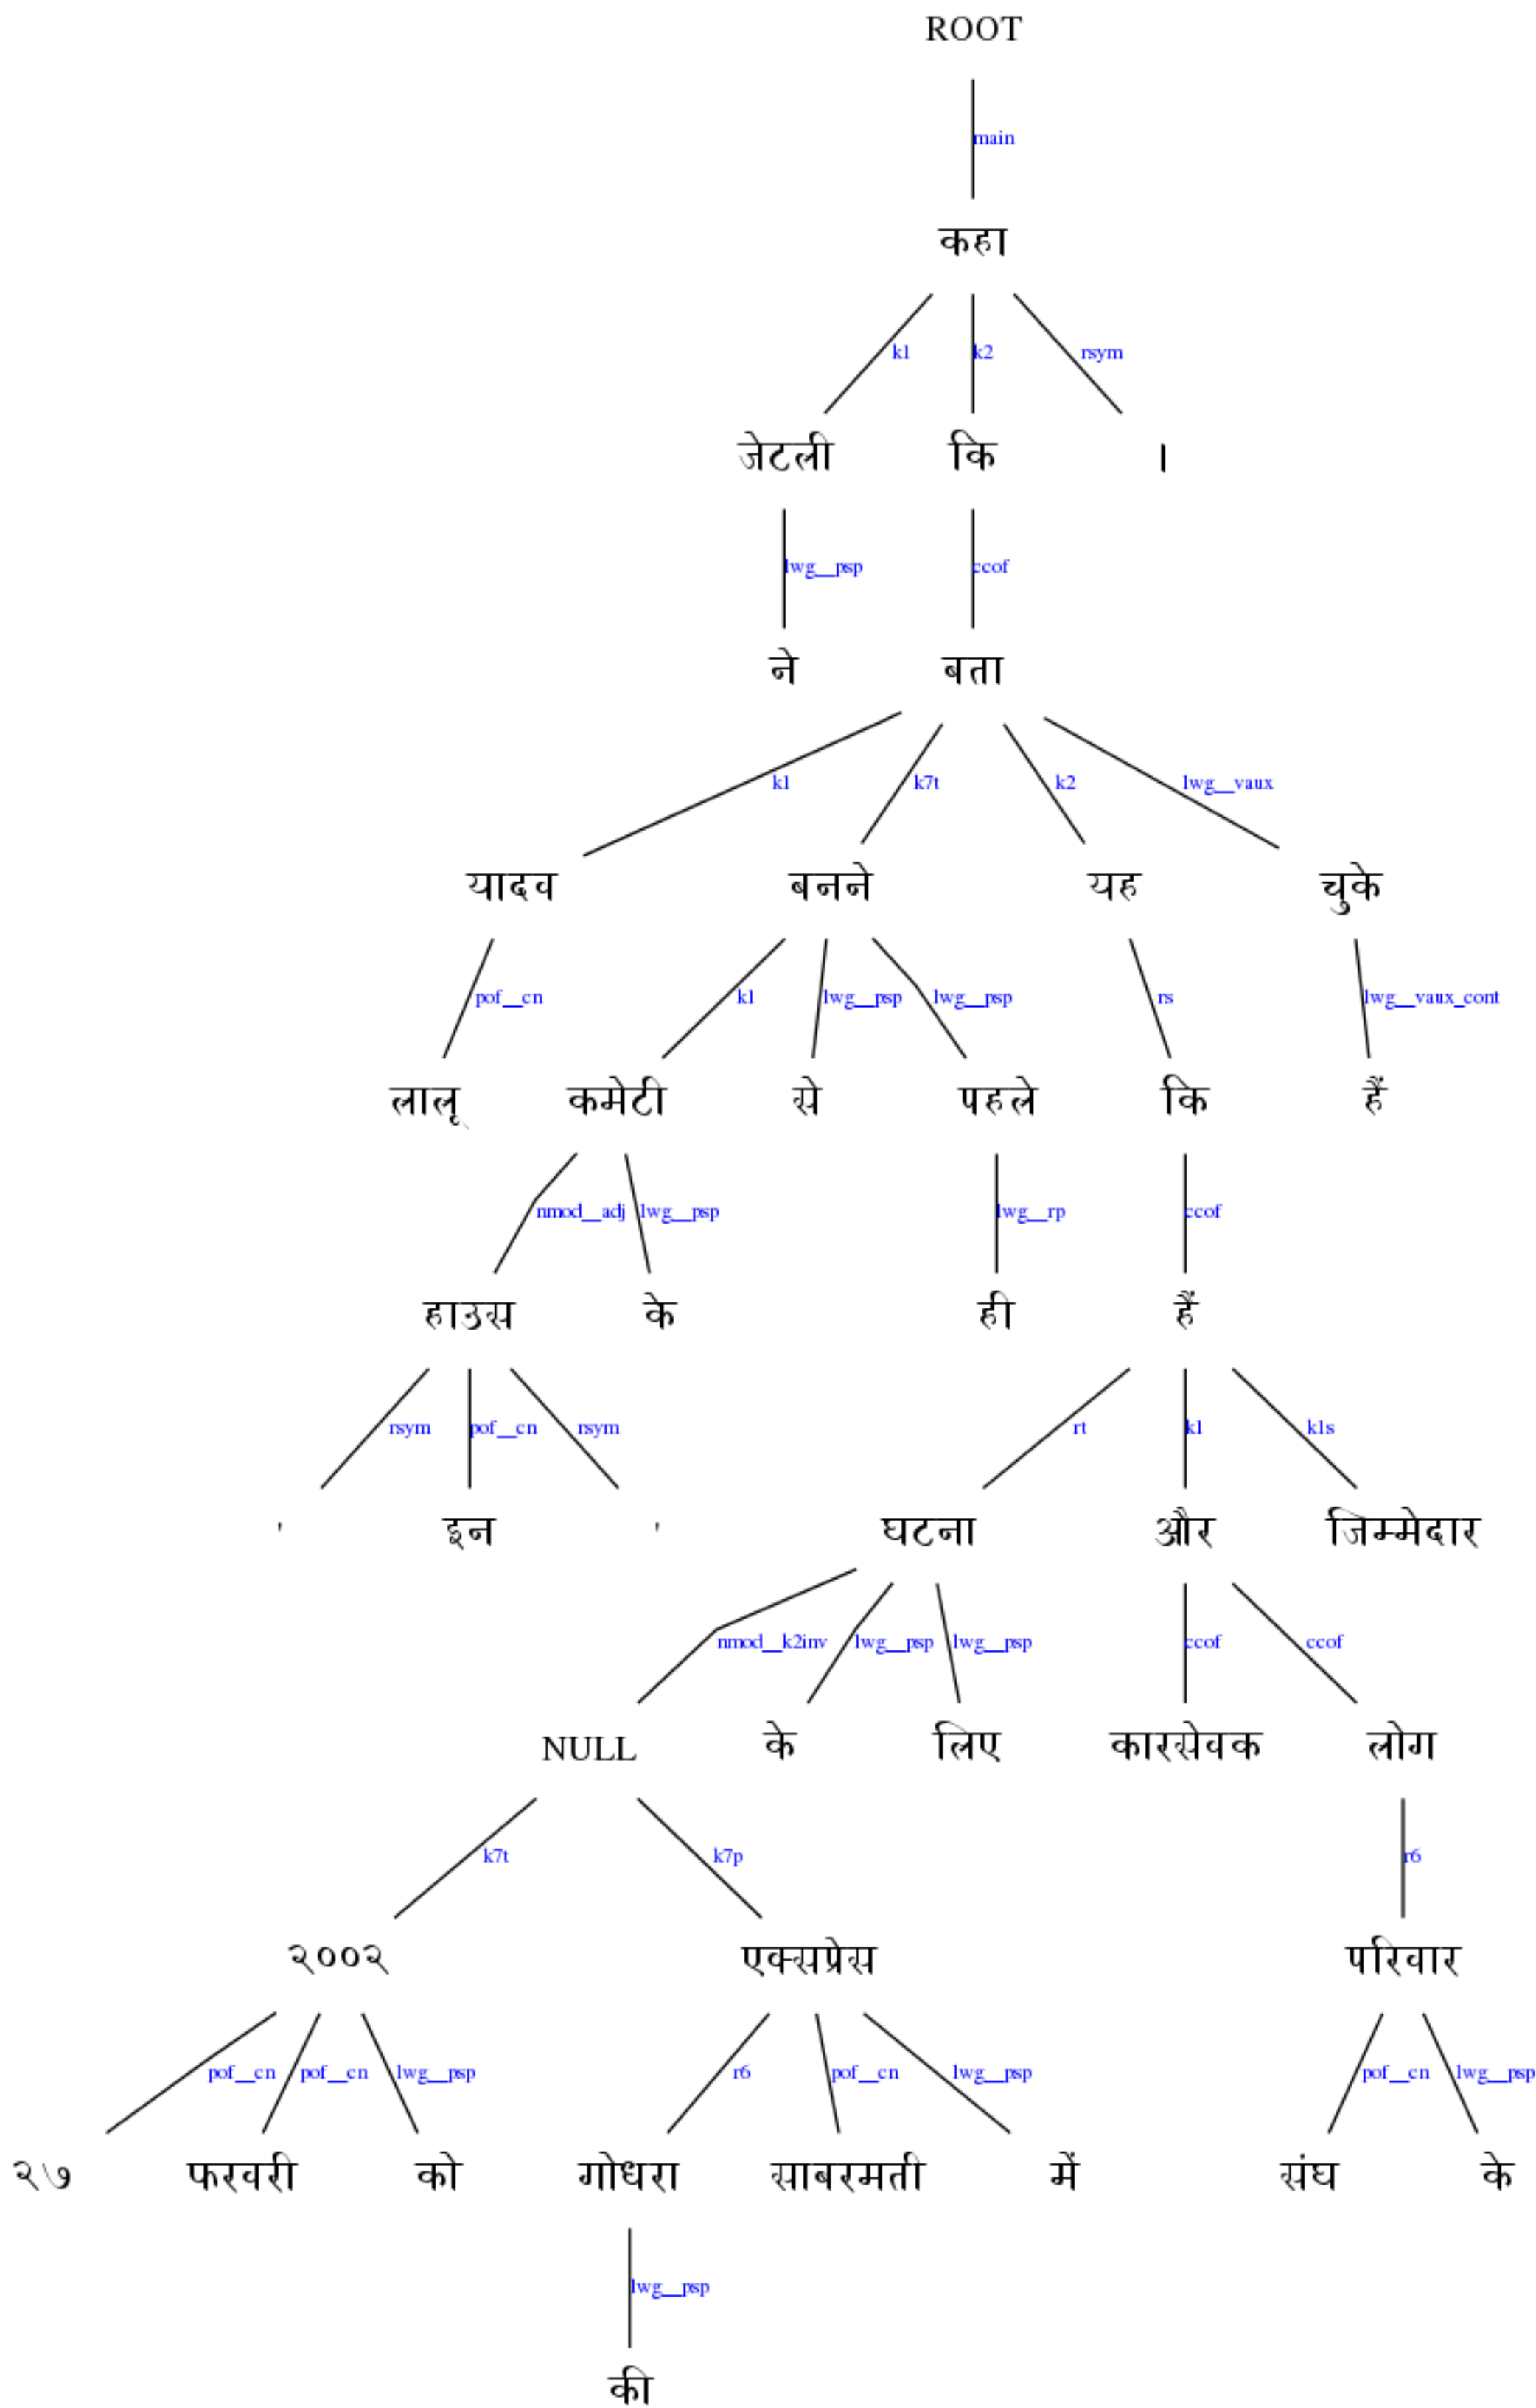 ROOT
main
कहा
k1 k2 rsym
जेटली कि ।
lwg__psp ccof
ने बता
k1 k7t k2 lwg__vaux
यादव बनने यह चुके
pof__cn k1 lwg__psp lwg__psp rs lwg__vaux_cont
लालू कमेटी से पहले कि हैं
nmod__adj lwg__psp lwg__rp ccof
हाउस के ही हैं
rsym pof__cn rsym rt k1 k1s
' इन ' घटना और जिम्मेदार
nmod__k2inv lwg__psp lwg__psp ccof ccof
NULL के लिए कारसेवक लोग
k7t k7p r6
२००२ एक्सप्रेस परिवार
pof__cn pof__cn lwg__psp r6 pof__cn lwg__psp pof__cn lwg__psp
२७ फरवरी को गोधरा साबरमती में संघ के
lwg__psp
की